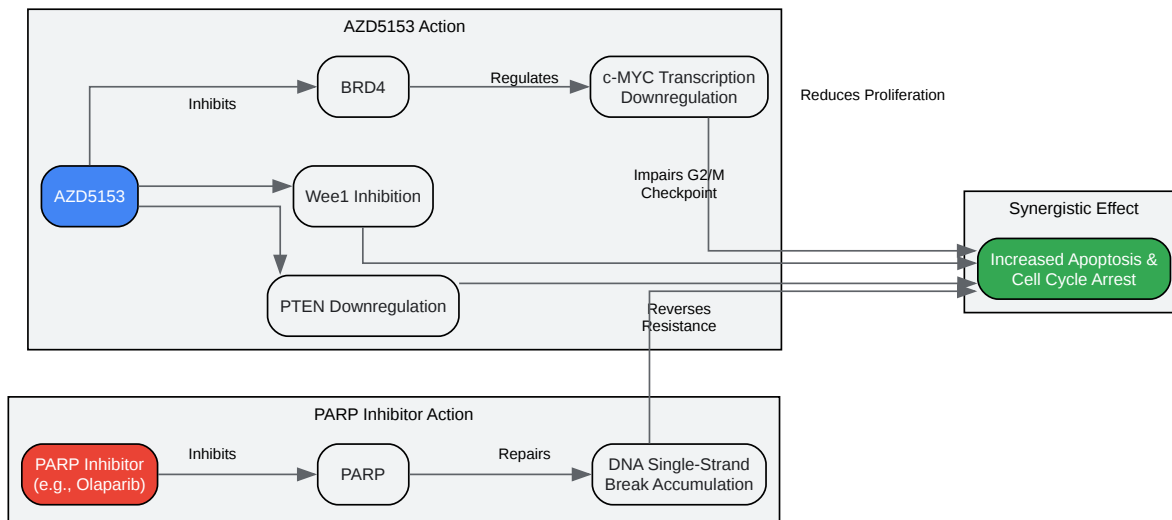 AZD5153 Action
BRD4
Regulates
c-MYC Transcription
Downregulation
Inhibits
Reduces Proliferation
AZD5153
Wee1 Inhibition
Impairs G2/M
Checkpoint
PTEN Downregulation
Reverses
Resistance
Synergistic Effect
Increased Apoptosis &
Cell Cycle Arrest
PARP Inhibitor Action
PARP Inhibitor
(e.g., Olaparib)
Inhibits
PARP
Repairs
DNA Single-Strand
Break Accumulation